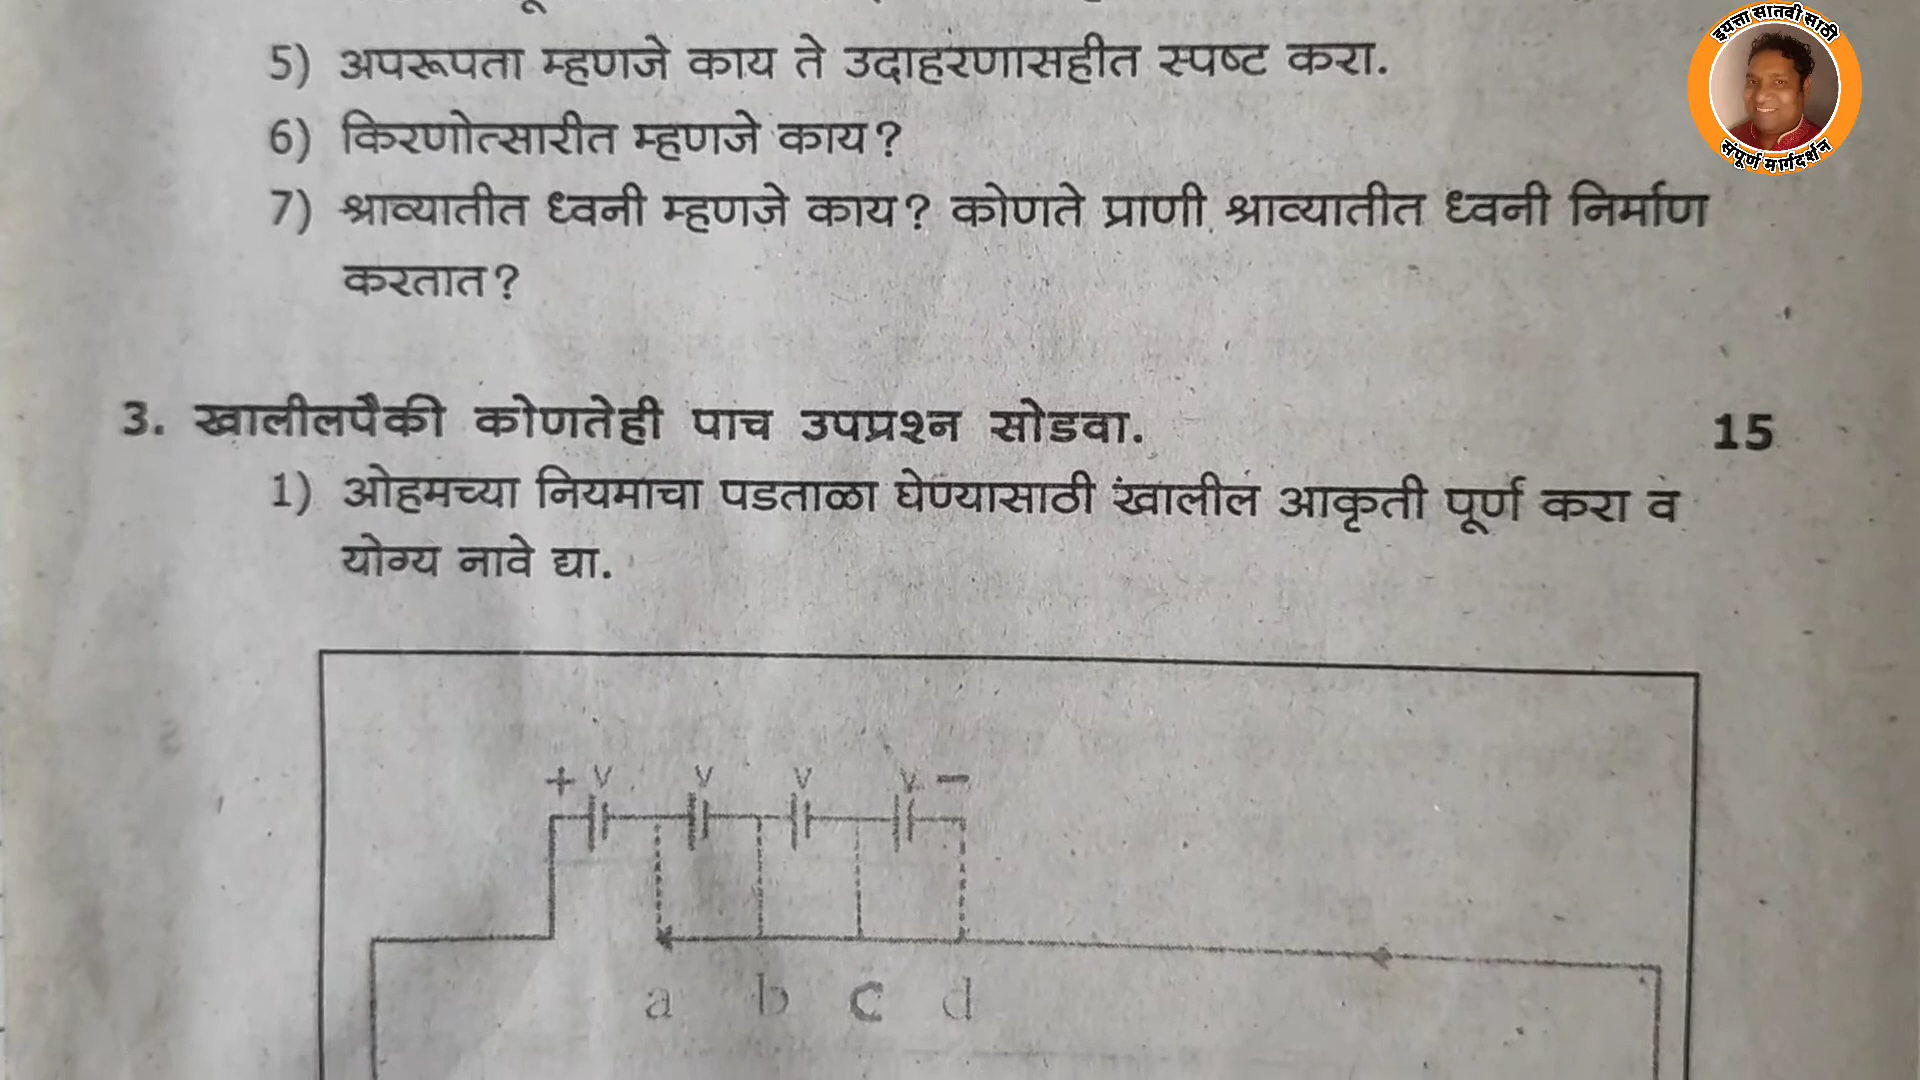 इयत्ता सातवी साठी
संपूर्ण मार्गदर्शन
5) अपरूपता म्हणजे काय ते उदाहरणासहीत स्पष्ट करा.
6) किरणोत्सारीत म्हणजे काय?
7) श्राव्यातीत ध्वनी म्हणजे काय? कोणते प्राणी श्राव्यातीत ध्वनी निर्माण
करतात?
3. खालीलपैकी कोणतेही पाच उपप्रश्न सोडवा. 15
1) ओहमच्या नियमाचा पडताळा घेण्यासाठी खालील आकृती पूर्ण करा व
योग्य नावे द्या.
+ V V V V −
a b c d